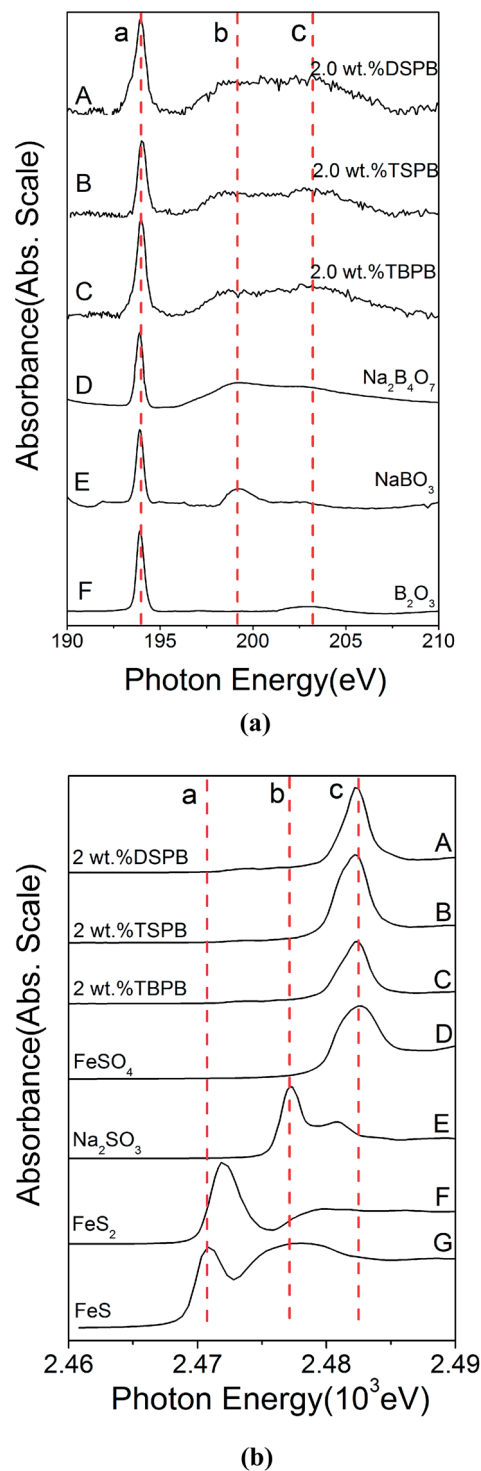 a b c
A 2.0 wt.%DSPB
B 2.0 wt.%TSPB
C 2.0 wt.%TBPB
D Na₂B₄O₇
E NaBO₃
F B₂O₃
190 195 200 205 210
Absorbance(Abs. Scale)
Photon Energy(eV)
(a)
a b c
2 wt.%DSPB A
2 wt.%TSPB B
2 wt.%TBPB C
FeSO₄ D
Na₂SO₃ E
FeS₂ F
FeS G
2.46 2.47 2.48 2.49
Absorbance(Abs. Scale)
Photon Energy(10³eV)
(b)